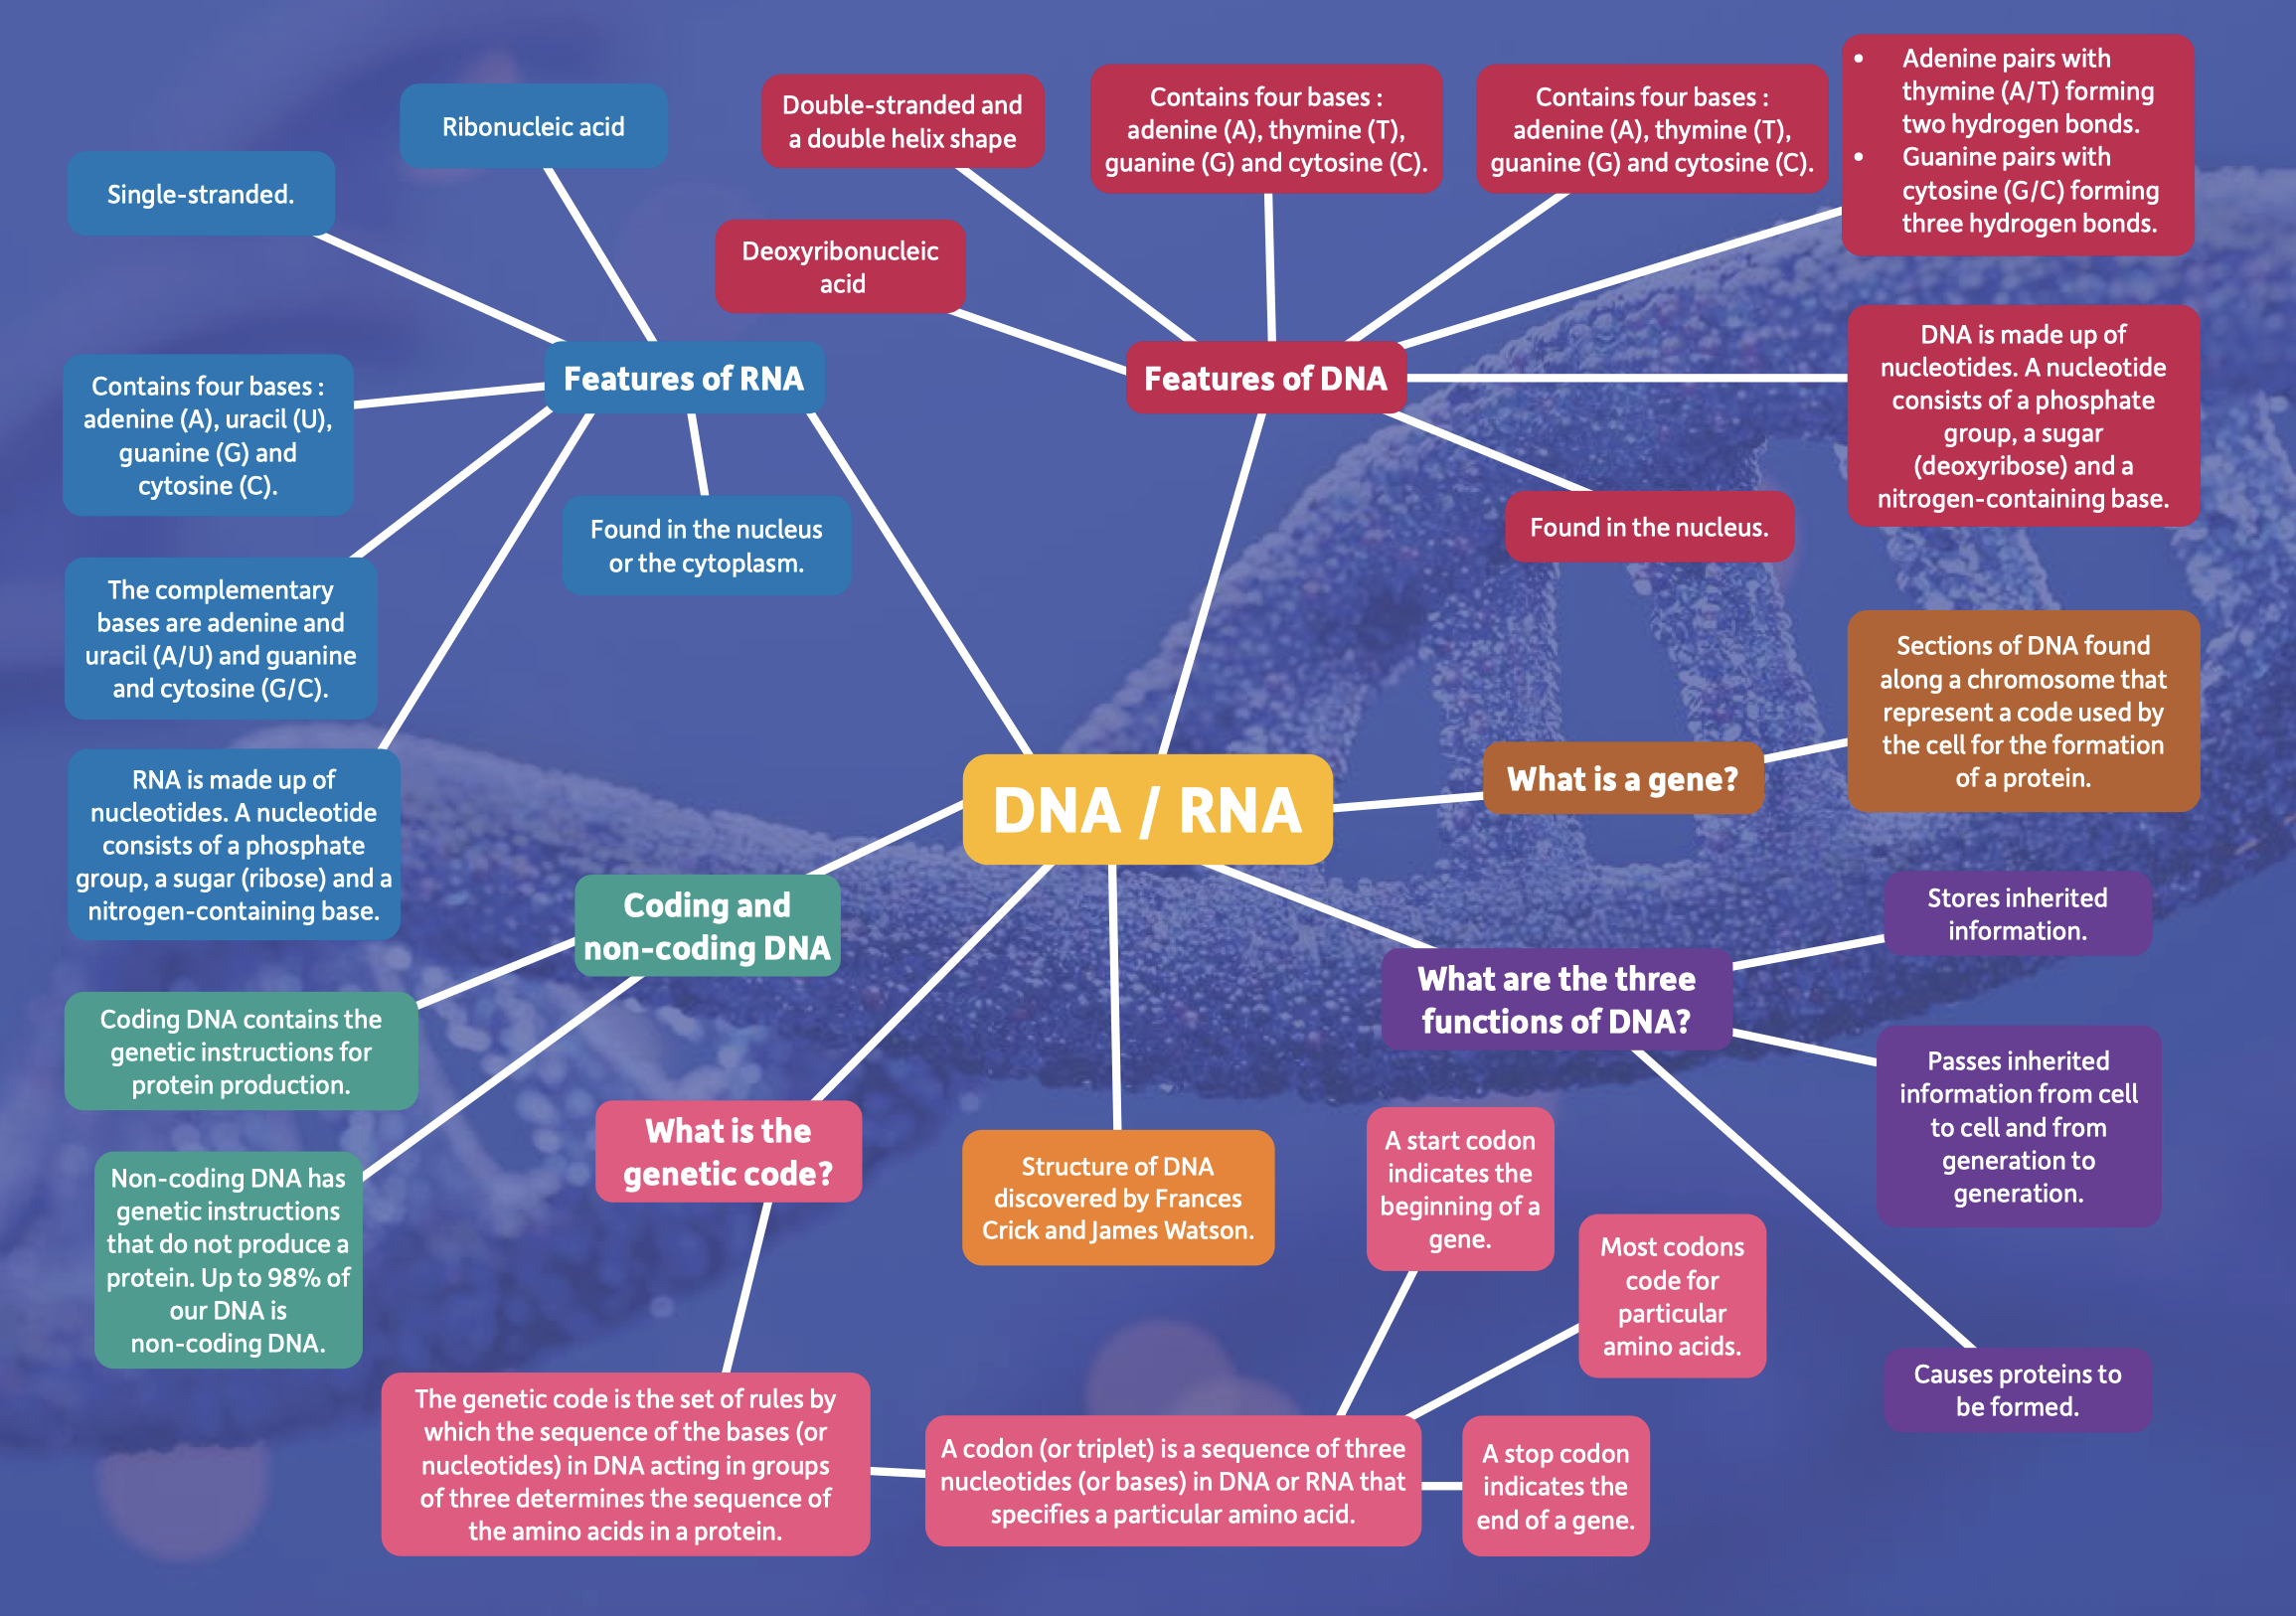 Ribonucleic acid
Single-stranded.
Contains four bases :
adenine (A), uracil (U),
guanine (G) and
cytosine (C).
The complementary
bases are adenine and
uracil (A/U) and guanine
and cytosine (G/C).
RNA is made up of
nucleotides. A nucleotide
consists of a phosphate
group, a sugar (ribose) and a
nitrogen-containing base.
Features of RNA
Found in the nucleus
or the cytoplasm.
Double-stranded and
a double helix shape
Deoxyribonucleic
acid
Contains four bases :
adenine (A), thymine (T),
guanine (G) and cytosine (C).
Contains four bases :
adenine (A), thymine (T),
guanine (G) and cytosine (C).
• Adenine pairs with
thymine (A/T) forming
two hydrogen bonds.
• Guanine pairs with
cytosine (G/C) forming
three hydrogen bonds.
Features of DNA
DNA is made up of
nucleotides. A nucleotide
consists of a phosphate
group, a sugar
(deoxyribose) and a
nitrogen-containing base.
Found in the nucleus.
DNA / RNA
What is a gene?
Sections of DNA found
along a chromosome that
represent a code used by
the cell for the formation
of a protein.
Coding and
non-coding DNA
Coding DNA contains the
genetic instructions for
protein production.
Non-coding DNA has
genetic instructions
that do not produce a
protein. Up to 98% of
our DNA is
non-coding DNA.
What are the three
functions of DNA?
Stores inherited
information.
Passes inherited
information from cell
to cell and from
generation to
generation.
Causes proteins to
be formed.
What is the
genetic code?
Structure of DNA
discovered by Frances
Crick and James Watson.
The genetic code is the set of rules by
which the sequence of the bases (or
nucleotides) in DNA acting in groups
of three determines the sequence of
the amino acids in a protein.
A codon (or triplet) is a sequence of three
nucleotides (or bases) in DNA or RNA that
specifies a particular amino acid.
A start codon
indicates the
beginning of a
gene.
Most codons
code for
particular
amino acids.
A stop codon
indicates the
end of a gene.